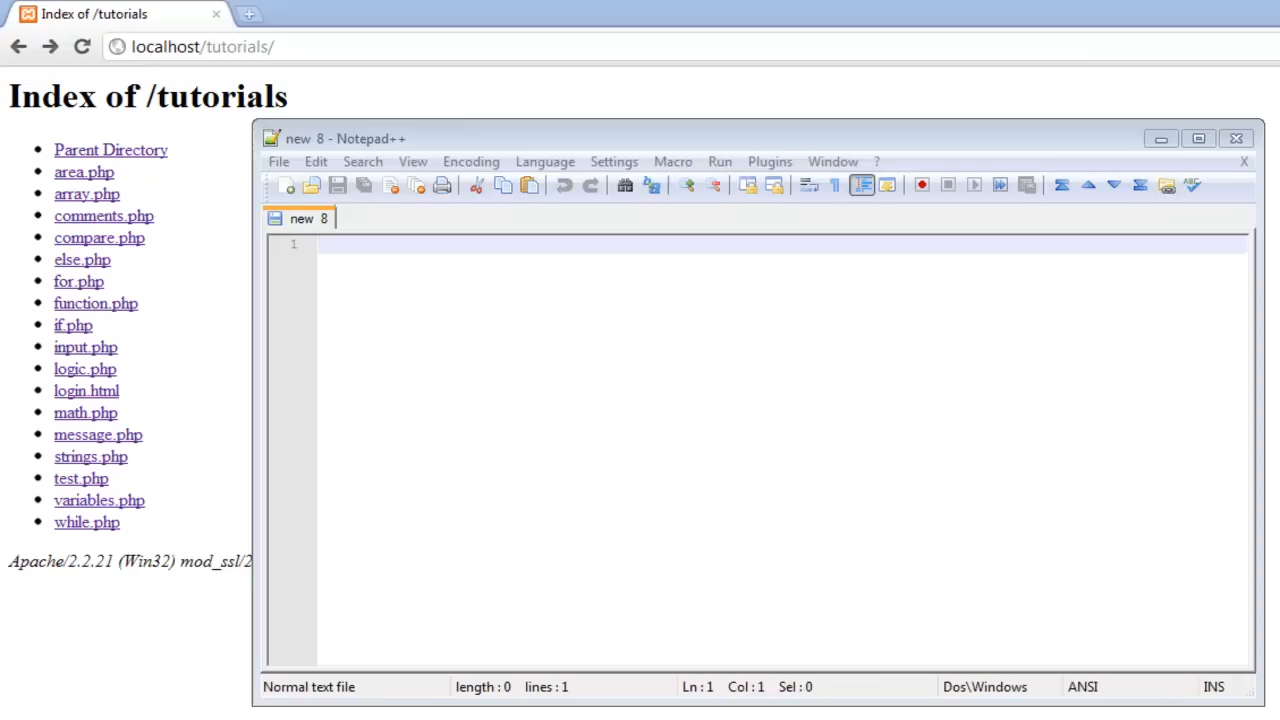 Index of /tutorials
localhost/tutorials/
Index of /tutorials
Parent Directory
area.php
array.php
comments.php
compare.php
else.php
for.php
function.php
if.php
input.php
logic.php
login.html
math.php
message.php
strings.php
test.php
variables.php
while.php
Apache/2.2.21 (Win32) mod_ssl/2
new 8 - Notepad++
File Edit Search View Encoding Language Settings Macro Run Plugins Window ? X
new 8
1
Normal text file length : 0 lines : 1 Ln : 1 Col : 1 Sel : 0 Dos\Windows ANSI INS